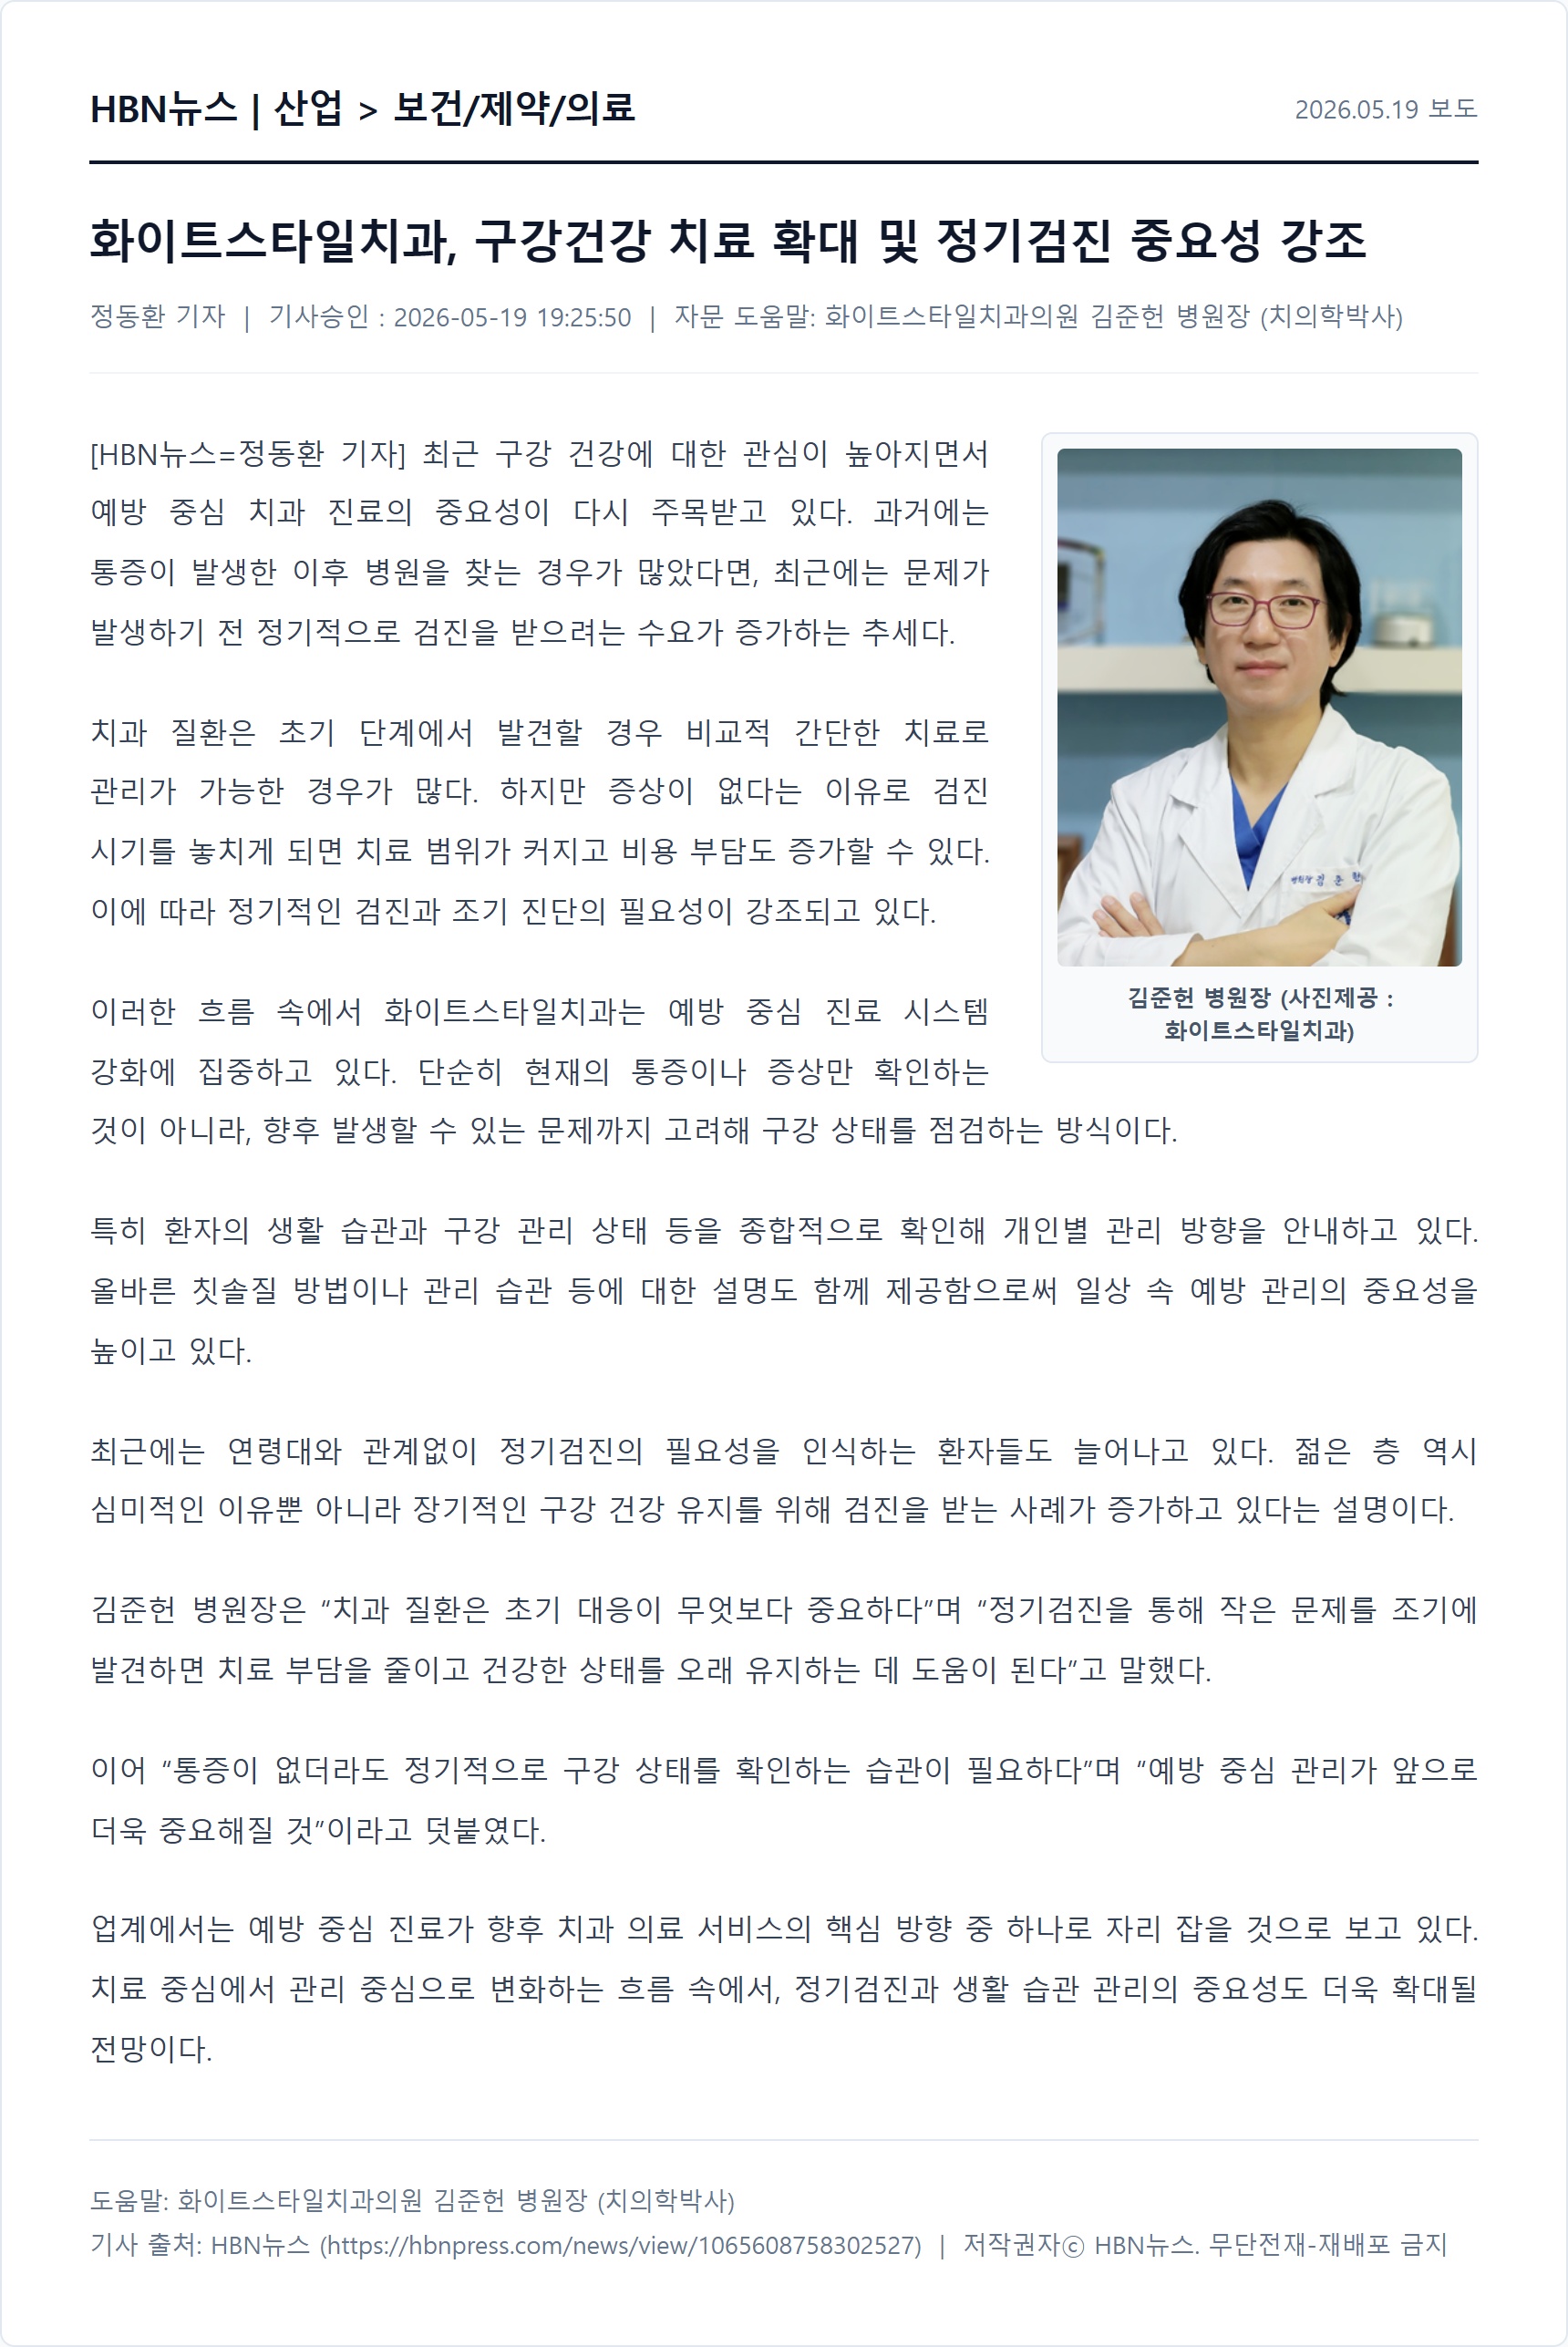 HBN뉴스 | 산업 > 보건/제약/의료
2026.05.19 보도
화이트스타일치과, 구강건강 치료 확대 및 정기검진 중요성 강조
정동환 기자 | 기사승인 : 2026-05-19 19:25:50 | 자문 도움말: 화이트스타일치과의원 김준헌 병원장 (치의학박사)
[HBN뉴스=정동환 기자] 최근 구강 건강에 대한 관심이 높아지면서
예방 중심 치과 진료의 중요성이 다시 주목받고 있다. 과거에는
통증이 발생한 이후 병원을 찾는 경우가 많았다면, 최근에는 문제가
발생하기 전 정기적으로 검진을 받으려는 수요가 증가하는 추세다.
치과 질환은 초기 단계에서 발견할 경우 비교적 간단한 치료로
관리가 가능한 경우가 많다. 하지만 증상이 없다는 이유로 검진
시기를 놓치게 되면 치료 범위가 커지고 비용 부담도 증가할 수 있다.
이에 따라 정기적인 검진과 조기 진단의 필요성이 강조되고 있다.
병원장 김준헌
김준헌 병원장 (사진제공 :
화이트스타일치과)
이러한 흐름 속에서 화이트스타일치과는 예방 중심 진료 시스템
강화에 집중하고 있다. 단순히 현재의 통증이나 증상만 확인하는
것이 아니라, 향후 발생할 수 있는 문제까지 고려해 구강 상태를 점검하는 방식이다.
특히 환자의 생활 습관과 구강 관리 상태 등을 종합적으로 확인해 개인별 관리 방향을 안내하고 있다.
올바른 칫솔질 방법이나 관리 습관 등에 대한 설명도 함께 제공함으로써 일상 속 예방 관리의 중요성을
높이고 있다.
최근에는 연령대와 관계없이 정기검진의 필요성을 인식하는 환자들도 늘어나고 있다. 젊은 층 역시
심미적인 이유뿐 아니라 장기적인 구강 건강 유지를 위해 검진을 받는 사례가 증가하고 있다는 설명이다.
김준헌 병원장은 “치과 질환은 초기 대응이 무엇보다 중요하다”며 “정기검진을 통해 작은 문제를 조기에
발견하면 치료 부담을 줄이고 건강한 상태를 오래 유지하는 데 도움이 된다”고 말했다.
이어 “통증이 없더라도 정기적으로 구강 상태를 확인하는 습관이 필요하다”며 “예방 중심 관리가 앞으로
더욱 중요해질 것”이라고 덧붙였다.
업계에서는 예방 중심 진료가 향후 치과 의료 서비스의 핵심 방향 중 하나로 자리 잡을 것으로 보고 있다.
치료 중심에서 관리 중심으로 변화하는 흐름 속에서, 정기검진과 생활 습관 관리의 중요성도 더욱 확대될
전망이다.
도움말: 화이트스타일치과의원 김준헌 병원장 (치의학박사)
기사 출처: HBN뉴스 (https://hbnpress.com/news/view/1065608758302527) | 저작권자ⓒ HBN뉴스. 무단전재-재배포 금지